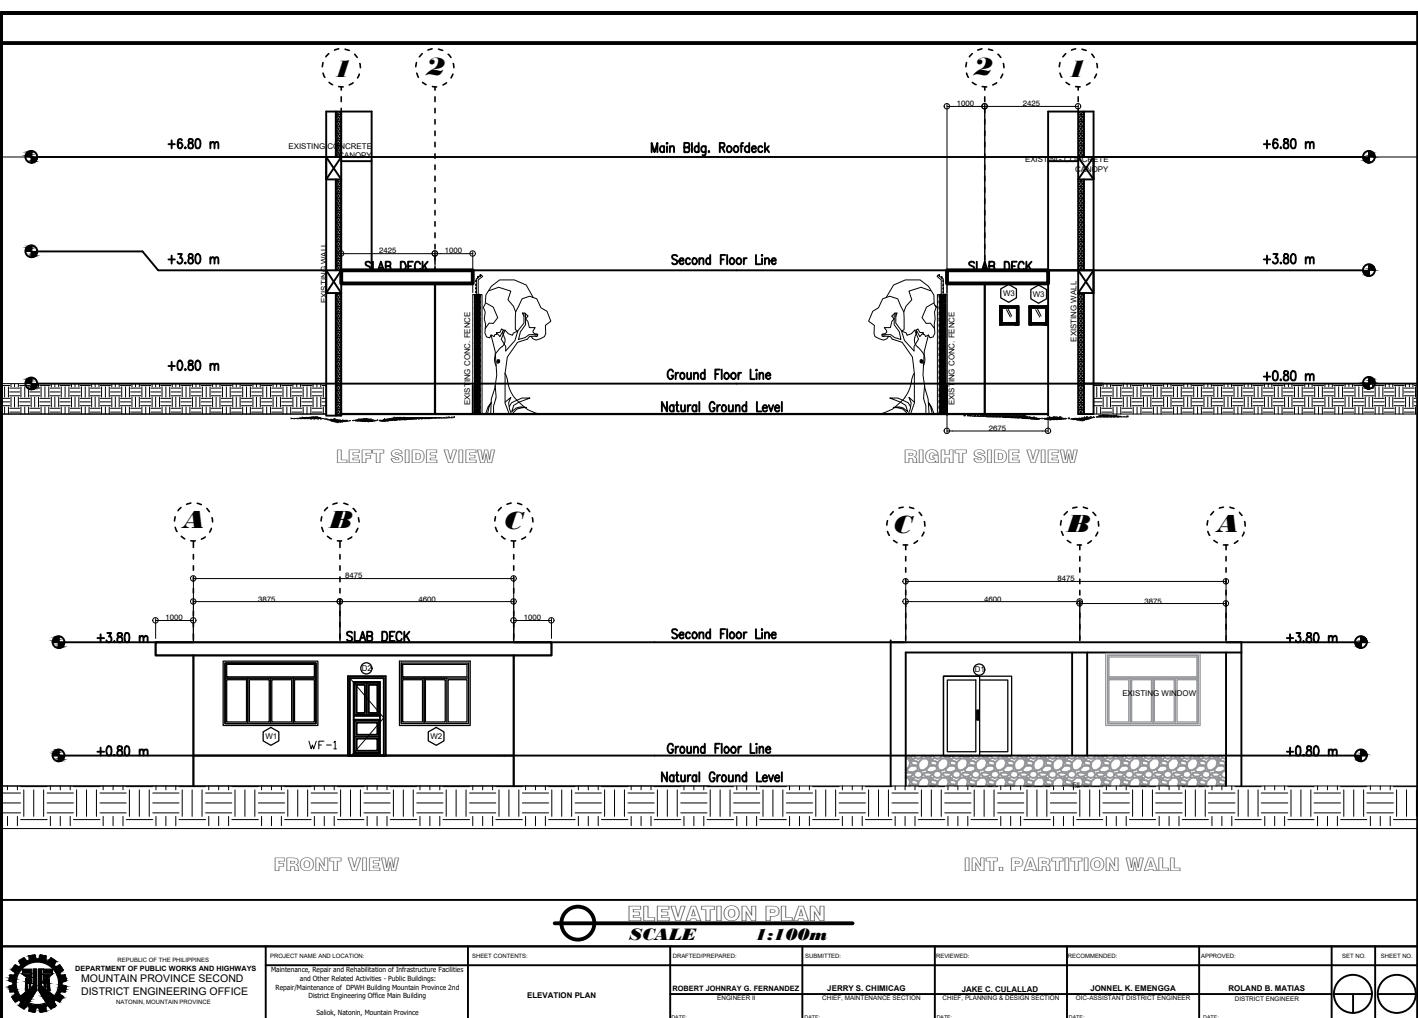 1
2
2
1
1000
2425
+6.80 m
EXISTING CONCRETE
CANOPY
Main Bldg. Roofdeck
EXISTING CONCRETE
CANOPY
+6.80 m
2425
1000
+3.80 m
EXISTING WALL
SLAB DECK
Second Floor Line
SLAB DECK
+3.80 m
W3
W3
EXISTING WALL
EXISTING CONC. FENCE
EXISTING CONC. FENCE
+0.80 m
Ground Floor Line
+0.80 m
Natural Ground Level
2675
LEFT SIDE VIEW
RIGHT SIDE VIEW
A
B
C
C
B
A
8475
8475
3875
4600
4600
3875
1000
1000
+3.80 m
SLAB DECK
Second Floor Line
+3.80 m
D2
D1
EXISTING WINDOW
W1
WF-1
W2
+0.80 m
Ground Floor Line
+0.80 m
Natural Ground Level
FRONT VIEW
INT. PARTITION WALL
ELEVATION PLAN
SCALE 1:100m
REPUBLIC OF THE PHILIPPINES
DEPARTMENT OF PUBLIC WORKS AND HIGHWAYS
MOUNTAIN PROVINCE SECOND
DISTRICT ENGINEERING OFFICE
NATONIN, MOUNTAIN PROVINCE
PROJECT NAME AND LOCATION:
Maintenance, Repair and Rehabilitation of Infrastructure Facilities
and Other Related Activities - Public Buildings:
Repair/Maintenance of DPWH Building Mountain Province 2nd
District Engineering Office Main Building
Saliok, Natonin, Mountain Province
SHEET CONTENTS:
ELEVATION PLAN
DRAFTED/PREPARED:
ROBERT JOHNRAY G. FERNANDEZ
ENGINEER II
DATE:
SUBMITTED:
JERRY S. CHIMICAG
CHIEF, MAINTENANCE SECTION
DATE:
REVIEWED:
JAKE C. CULALLAD
CHIEF, PLANNING & DESIGN SECTION
DATE:
RECOMMENDED:
JONNEL K. EMENGGA
OIC-ASSISTANT DISTRICT ENGINEER
DATE:
APPROVED:
ROLAND B. MATIAS
DISTRICT ENGINEER
DATE:
SET NO.
SHEET NO.